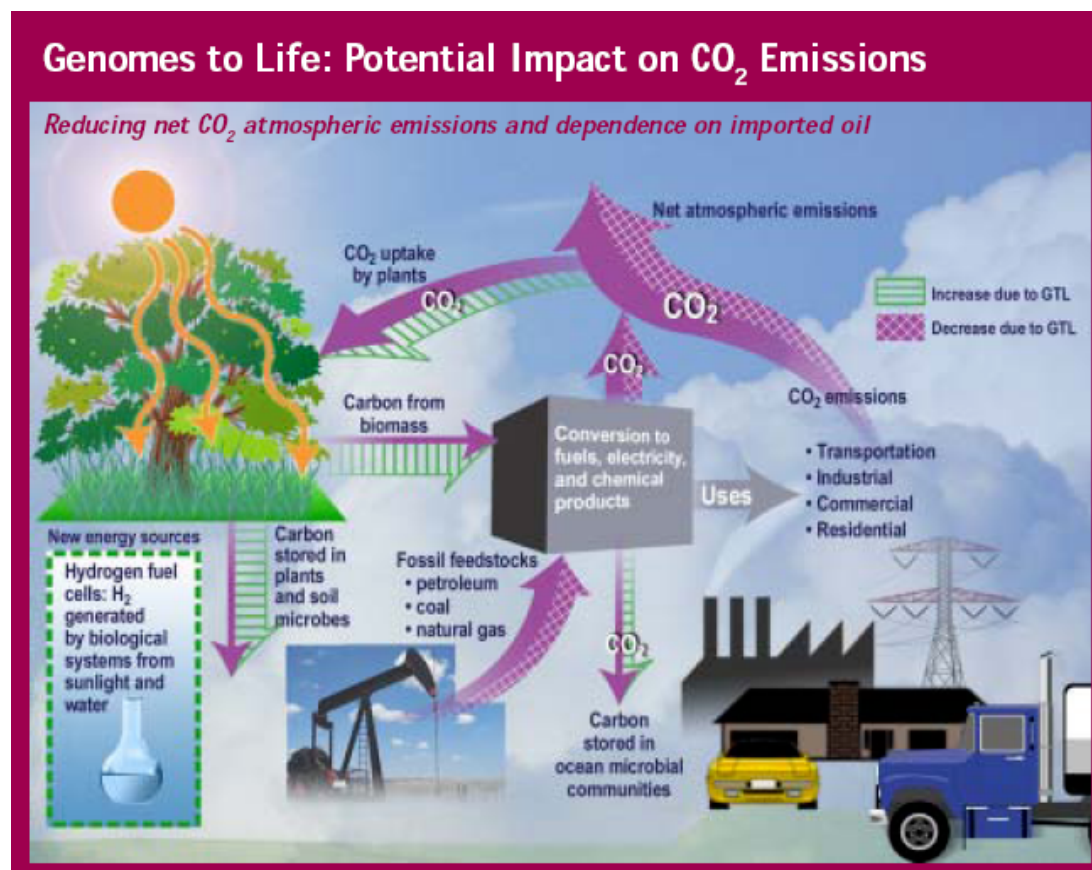 Genomes to Life: Potential Impact on CO₂ Emissions
Reducing net CO₂ atmospheric emissions and dependence on imported oil
Net atmospheric emissions
CO₂ uptake
by plants
CO₂
CO₂
Increase due to GTL
Decrease due to GTL
CO₂
CO₂ emissions
Carbon from
biomass
Conversion to
fuels, electricity,
and chemical
products
Uses
• Transportation
• Industrial
• Commercial
• Residential
New energy sources
Hydrogen fuel
cells: H₂
generated
by biological
systems from
sunlight and
water
Carbon
stored in
plants
and soil
microbes
Fossil feedstocks
• petroleum
• coal
• natural gas
CO₂
Carbon
stored in
ocean microbial
communities